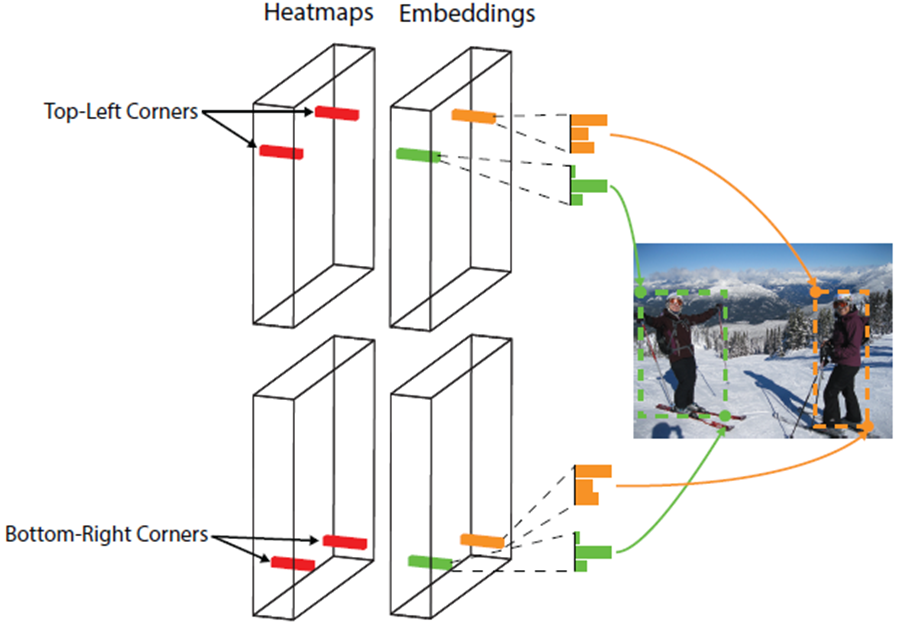 Heatmaps
Embeddings
Top-Left Corners
Bottom-Right Corners